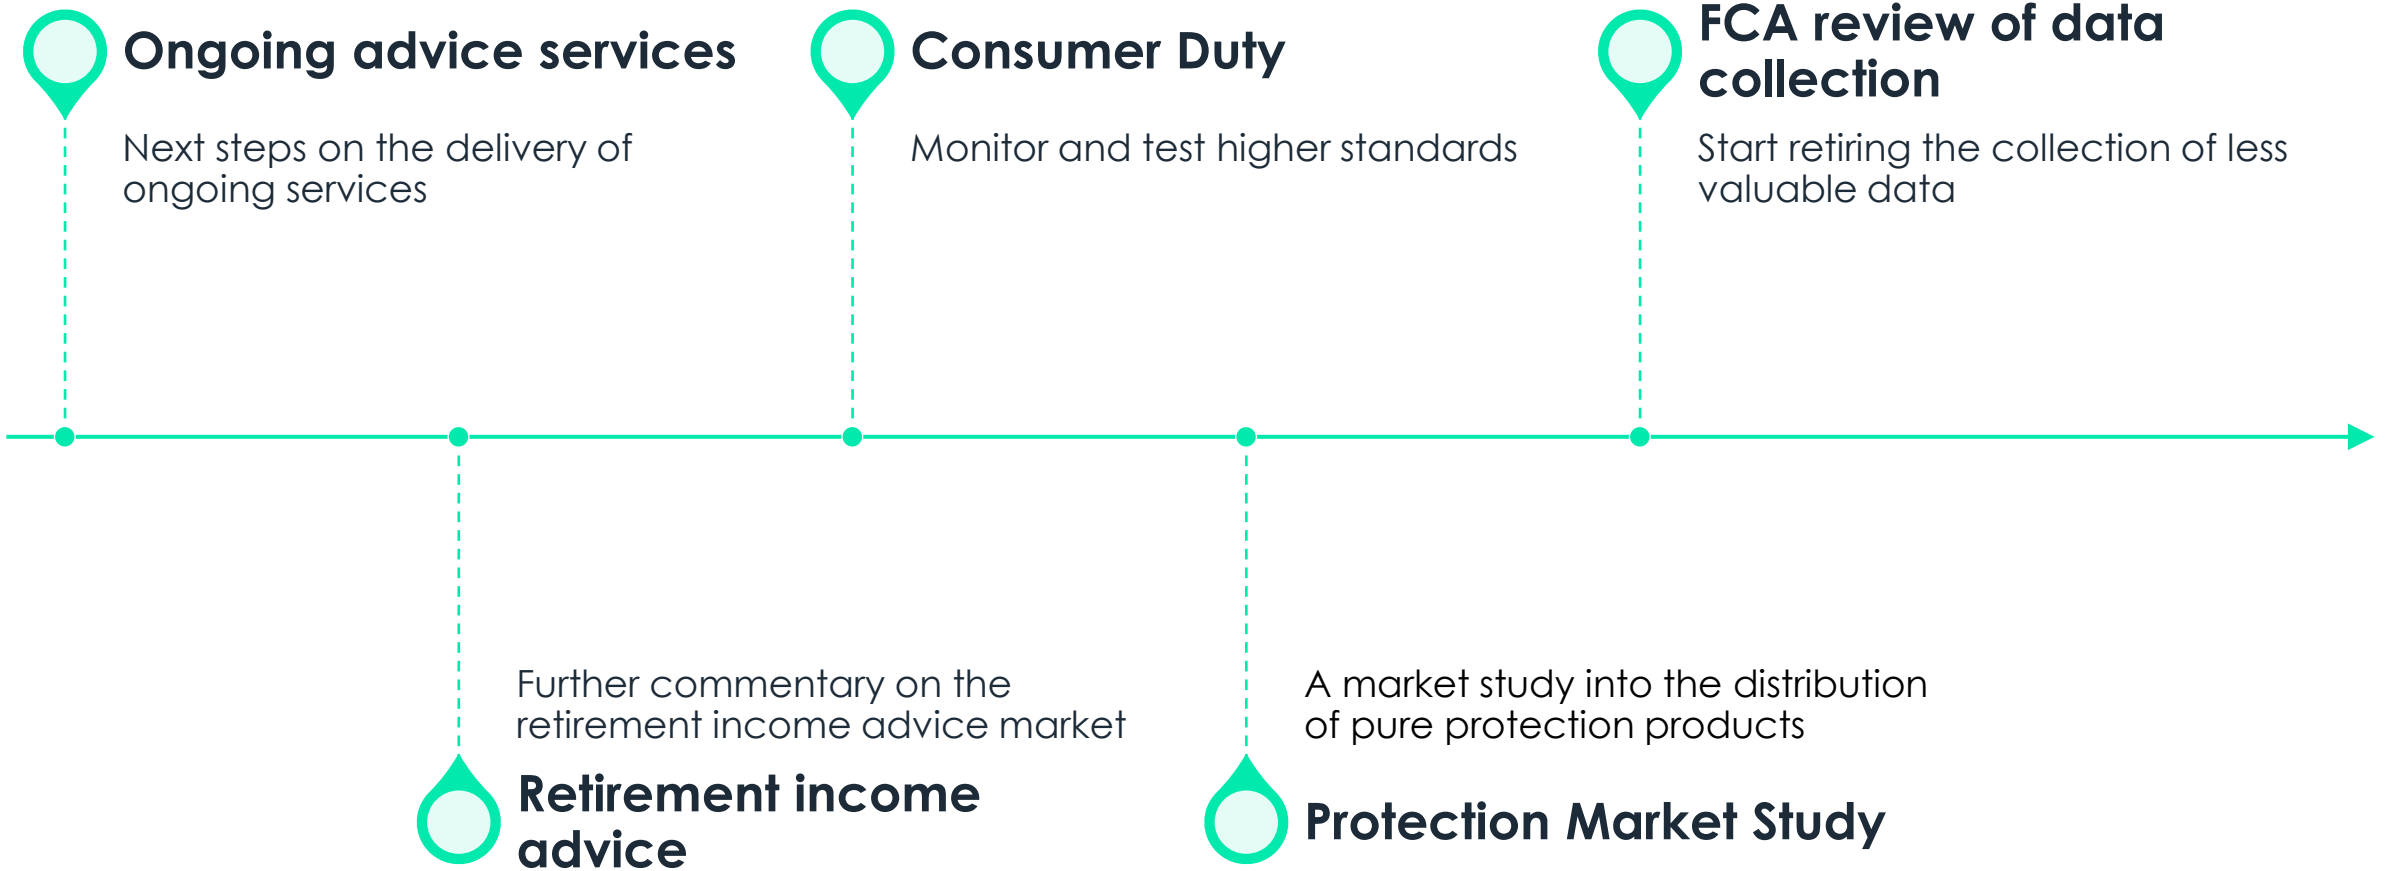 Ongoing advice services
Next steps on the delivery of
ongoing services
Consumer Duty
Monitor and test higher standards
FCA review of data
collection
Start retiring the collection of less
valuable data
Further commentary on the
retirement income advice market
Retirement income
advice
A market study into the distribution
of pure protection products
Protection Market Study